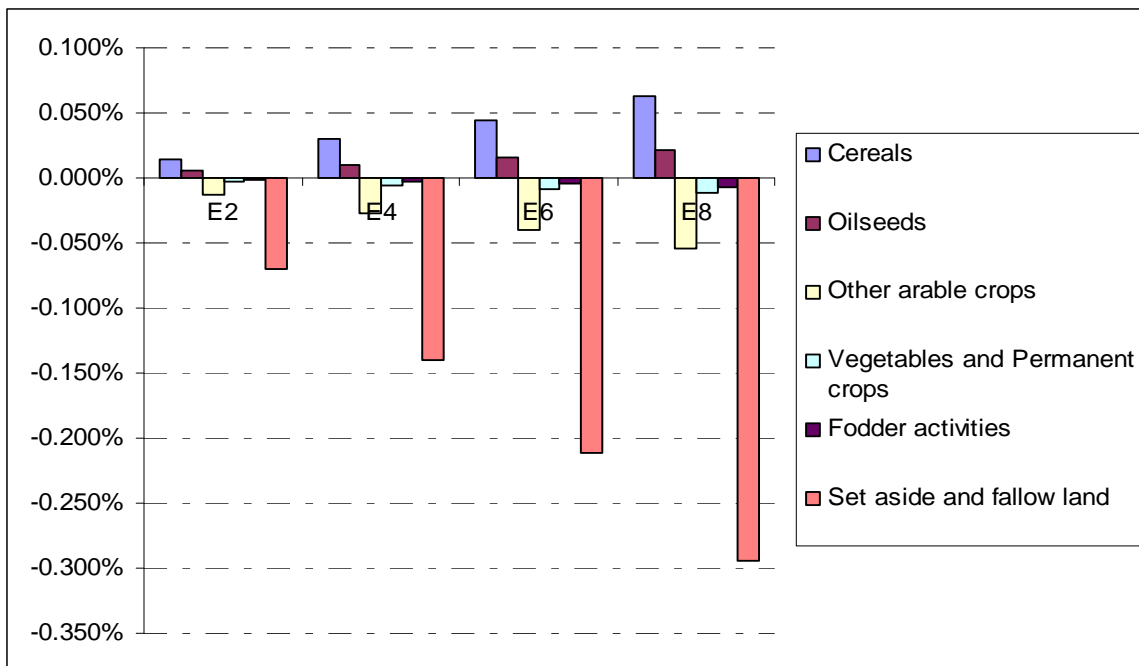 0.100%
0.050%
0.000%
-0.050%
-0.100%
-0.150%
-0.200%
-0.250%
-0.300%
-0.350%
E2 E4 E6 E8
Cereals
Oilseeds
Other arable crops
Vegetables and Permanent
crops
Fodder activities
Set aside and fallow land